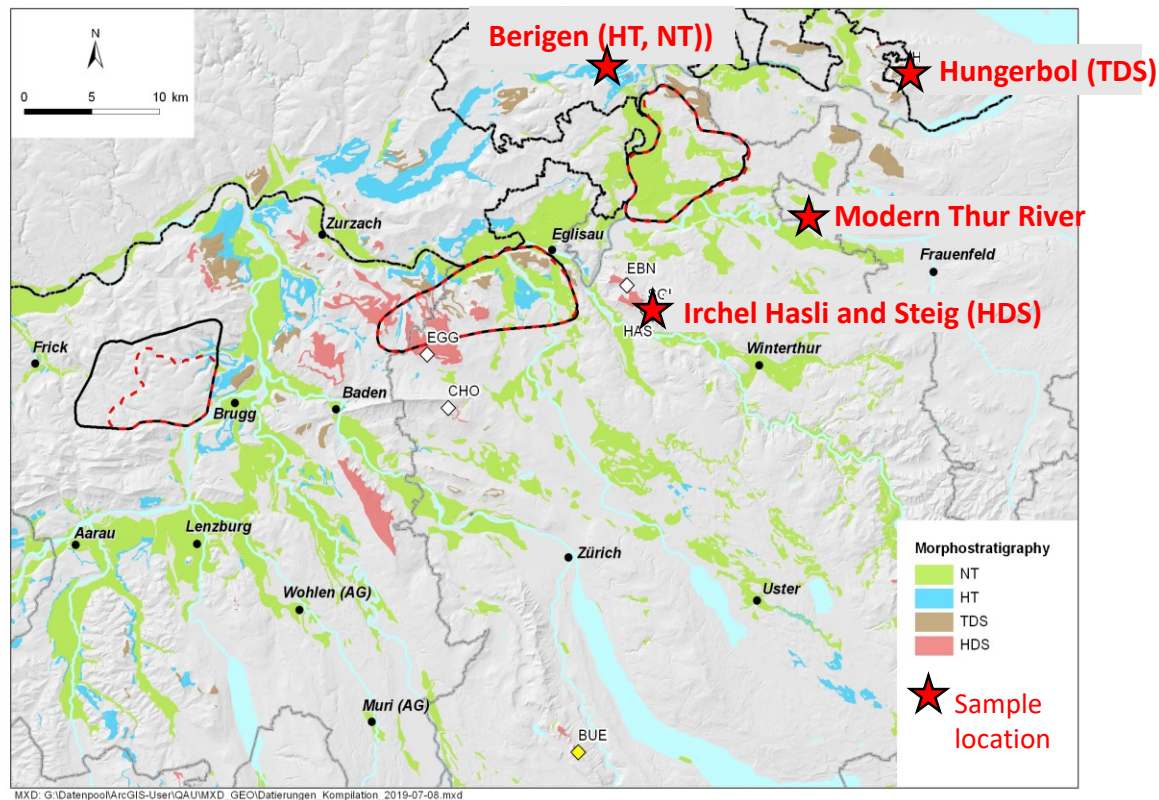 Berigen (HT, NT))
N
Hungerbol (TDS)
0 5 10 km
Modern Thur River
Zurzach
Eglisau
Frauenfeld
EBN
Irchel Hasli and Steig (HDS)
HAS
EGG
Winterthur
Frick
CHO
Baden
Brugg
Aarau
Lenzburg
Zürich
Morphostratigraphy
NT
HT
TDS
HDS
Wohlen (AG)
Uster
Muri (AG)
BUE
Sample
location
MXD: G:\Datenpool\ArcGIS-User\QAU\MXD_GEO\Datierungen_Kompilation_2019-07-08.mxd